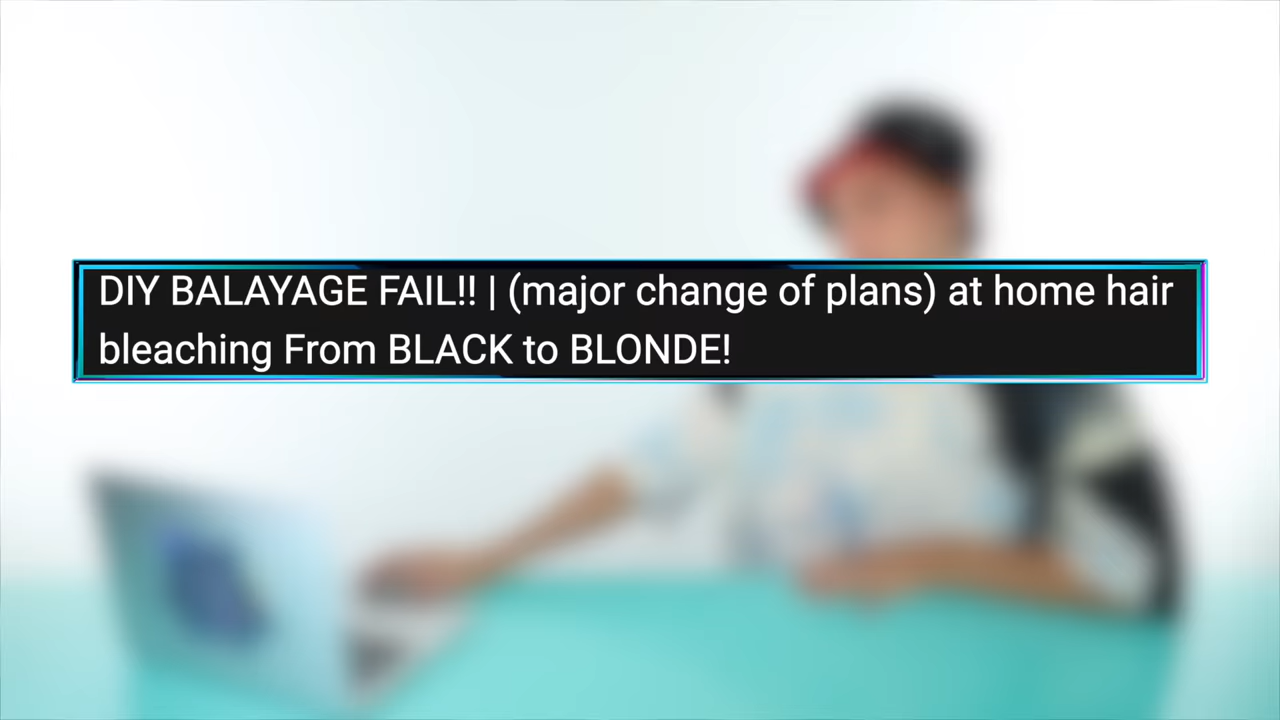 DIY BALAYAGE FAIL!! | (major change of plans) at home hair
bleaching From BLACK to BLONDE!